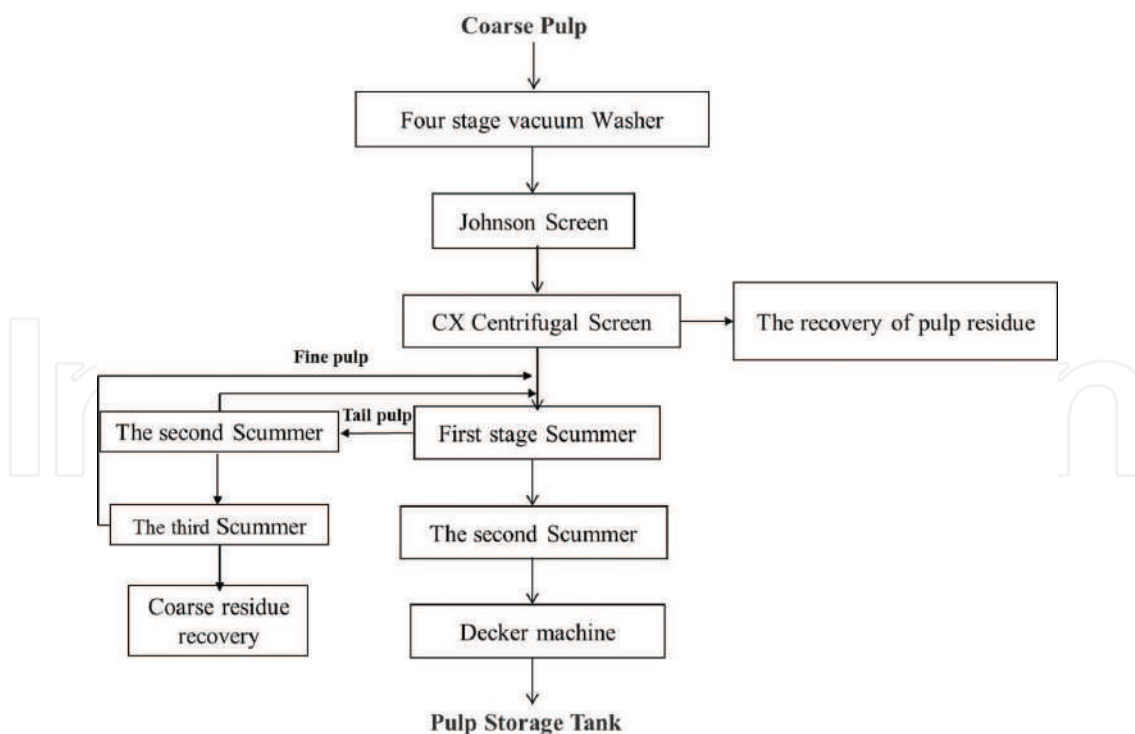 Coarse Pulp
Four stage vacuum Washer
Johnson Screen
CX Centrifugal Screen
The recovery of pulp residue
Fine pulp
Tail pulp
The second Scummer
First stage Scummer
The third Scummer
The second Scummer
Coarse residue
recovery
Decker machine
Pulp Storage Tank